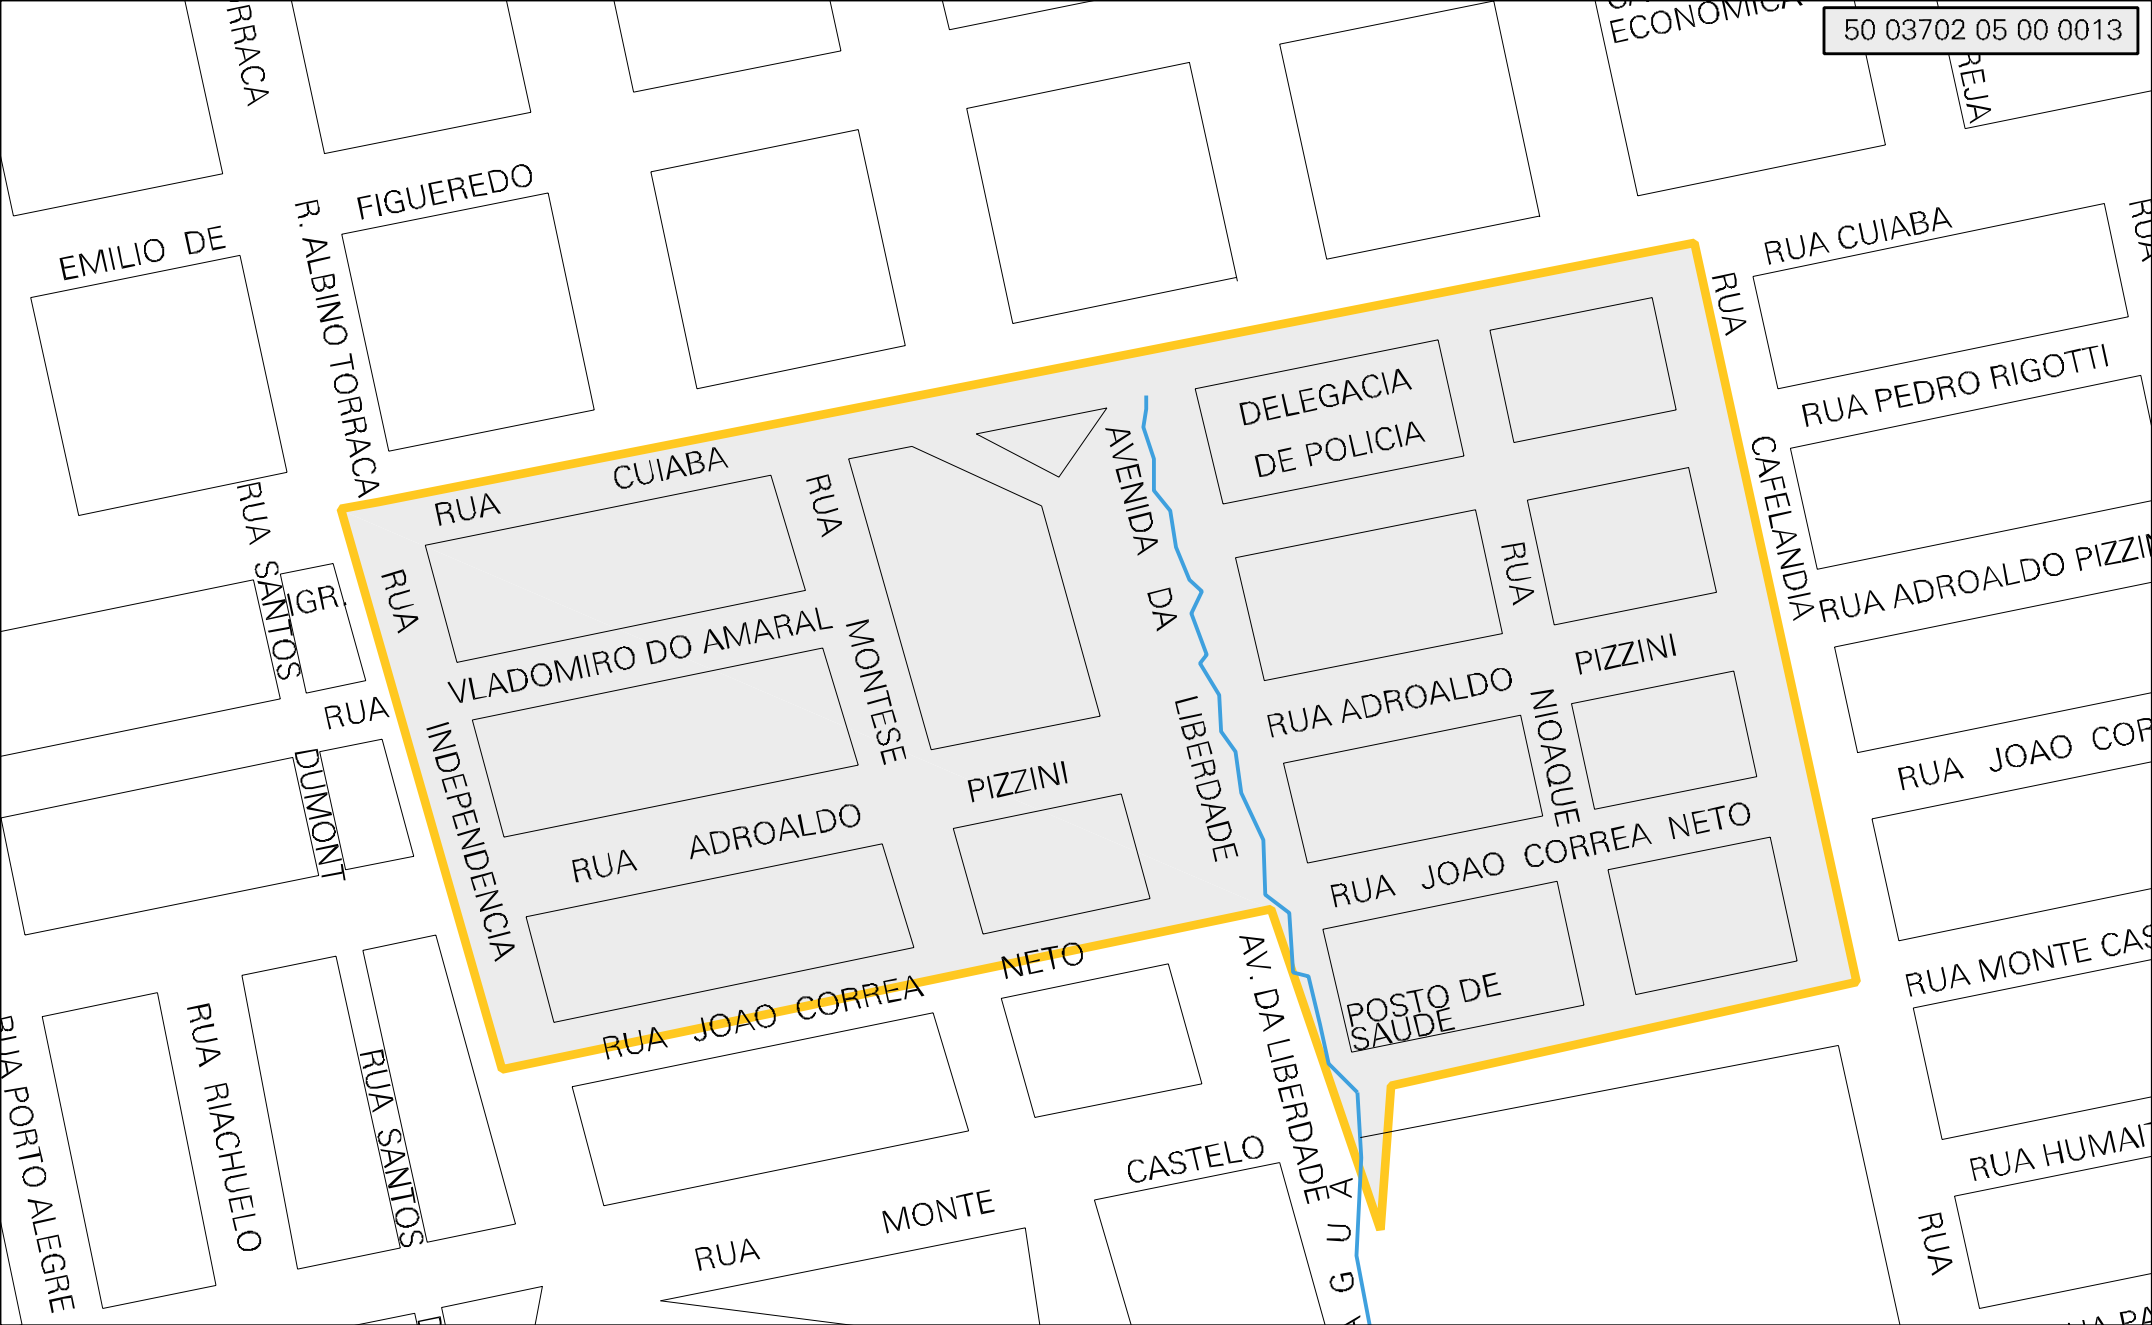 RRACA
ECONOMICA
50 03702 05 00 0013
REJA
EMILIO DE
FIGUEREDO
R. ALBINO TORRACA
RUA CUIABA
RUA
RUA
CAFELANDIA
RUA PEDRO RIGOTTI
DELEGACIA
DE POLICIA
RUA CUIABA
RUA
MONTESE
AVENIDA DA
LIBERDADE
RUA SANTOS
DUMONT
IGR.
RUA
INDEPENDENCIA
RUA
VLADOMIRO DO AMARAL
RUA
NIOAQUE
RUA ADROALDO PIZZINI
RUA ADROALDO PIZZIN
RUA ADROALDO PIZZINI
RUA JOAO COR
RUA JOAO CORREA NETO
RUA JOAO CORREA NETO
POSTO DE
SAUDE
RUA MONTE CAS
AV. DA LIBERDADE
RUA PORTO ALEGRE
RUA RIACHUELO
RUA SANTOS
RUA MONTE CASTELO
A U G A
RUA HUMAIT
RUA
UA PA
D